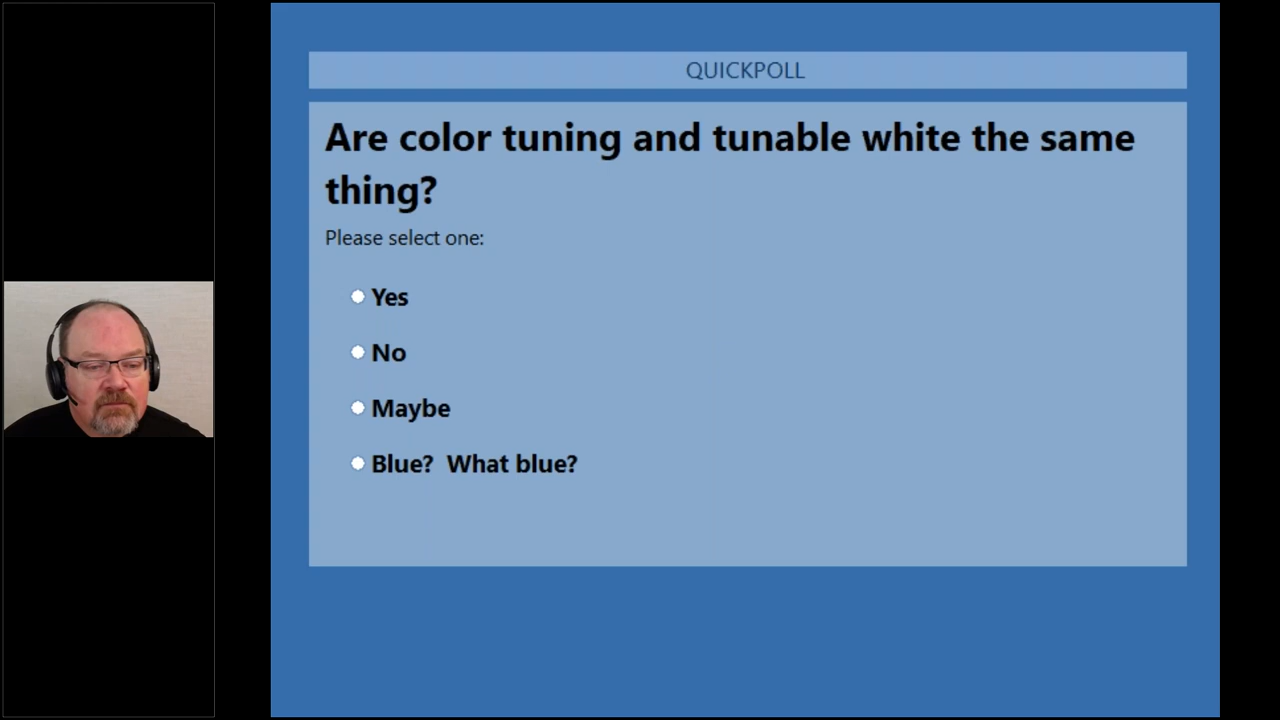 QUICKPOLL
Are color tuning and tunable white the same
thing?
Please select one:
Yes
No
Maybe
Blue?  What blue?